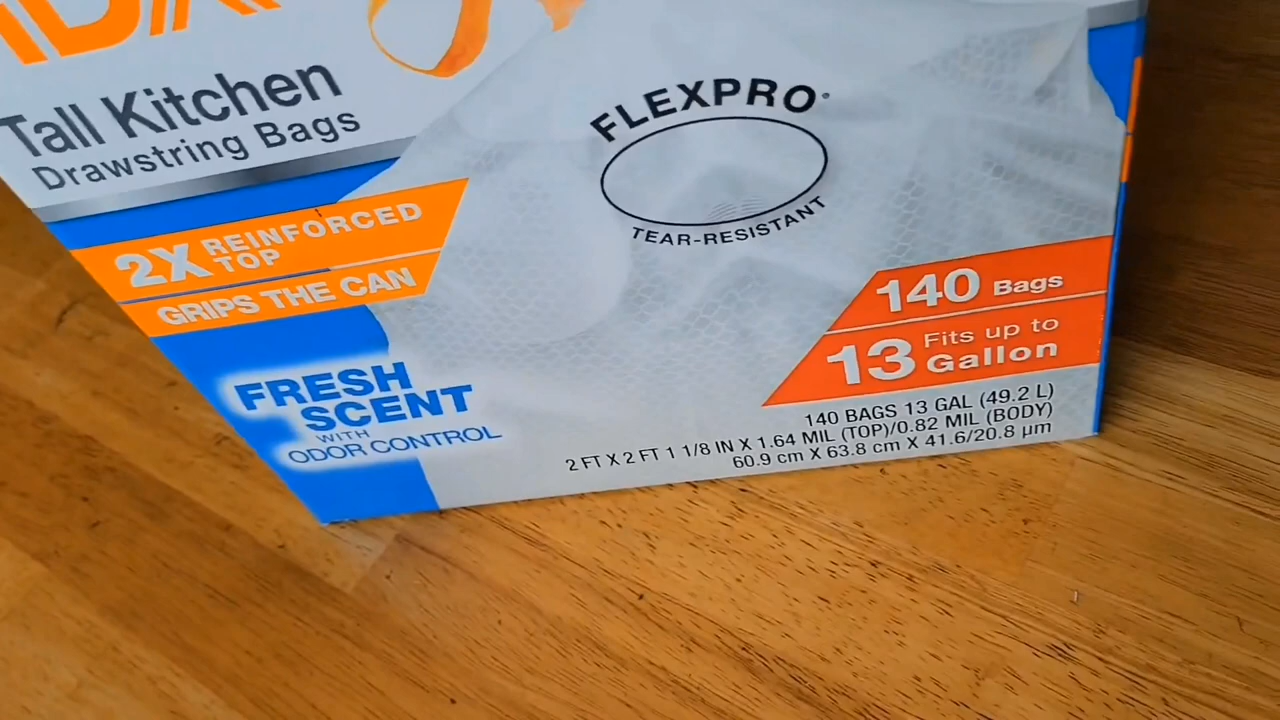 Tall Kitchen
Drawstring Bags
FLEXPRO®
TEAR-RESISTANT
2X REINFORCED
TOP
GRIPS THE CAN
140 Bags
13 Fits up to
Gallon
FRESH
SCENT
WITH
ODOR CONTROL
140 BAGS 13 GAL (49.2 L)
2 FT X 2 FT 1 1/8 IN X 1.64 MIL (TOP)/0.82 MIL (BODY)
60.9 cm X 63.8 cm X 41.6/20.8 µm